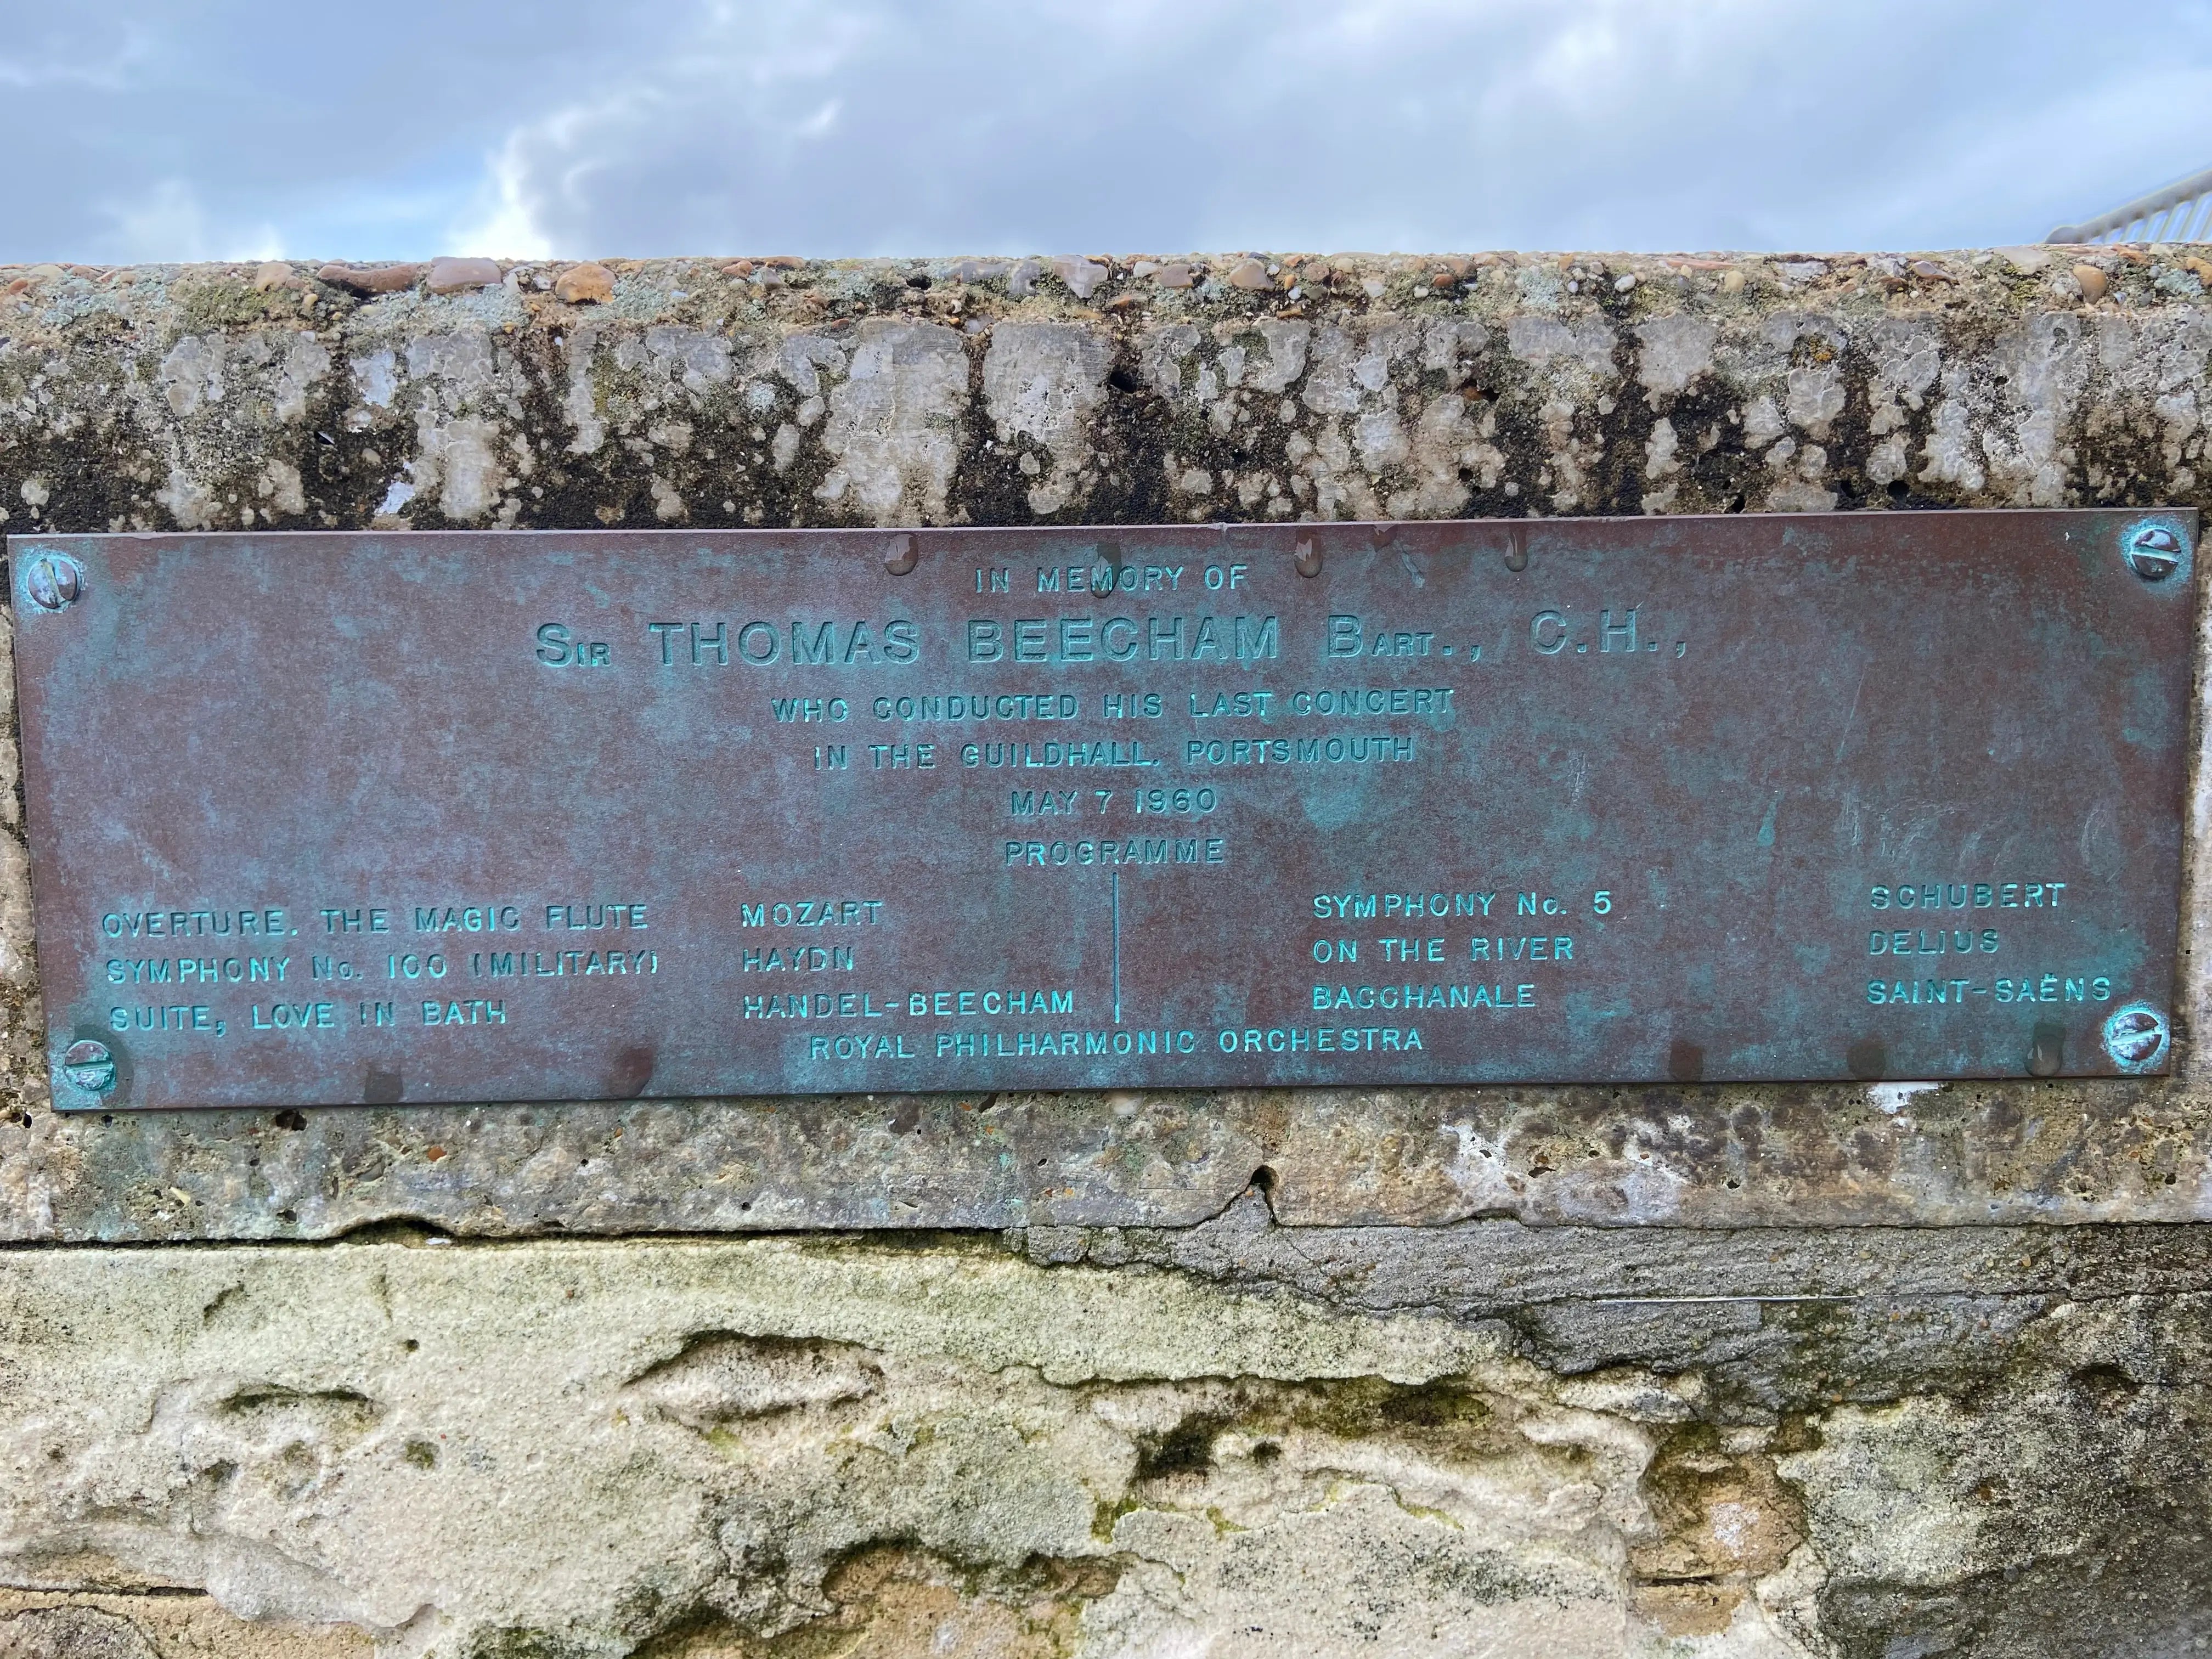 IN MEMORY OF
SIR THOMAS BEECHAM BART., C.H.,
WHO CONDUCTED HIS LAST CONCERT
IN THE GUILDHALL. PORTSMOUTH
MAY 7 1960
PROGRAMME
OVERTURE. THE MAGIC FLUTE MOZART
SYMPHONY No. 100 (MILITARY) HAYDN
SUITE, LOVE IN BATH HANDEL-BEECHAM
SYMPHONY No. 5 SCHUBERT
ON THE RIVER DELIUS
BACCHANALE SAINT-SAËNS
ROYAL PHILHARMONIC ORCHESTRA